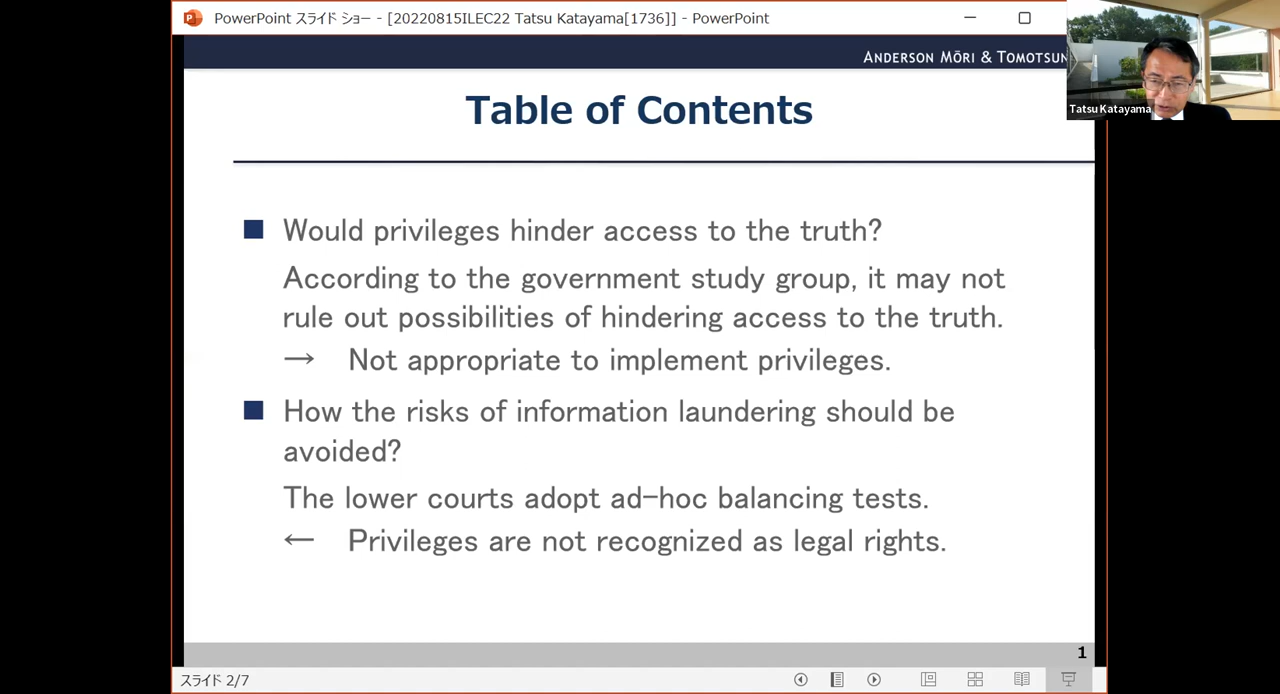 PowerPoint スライド ショー - [20220815ILEC22 Tatsu Katayama[1736]] - PowerPoint
ANDERSON MŌRI & TOMOTSUN
Tatsu Katayama
Table of Contents
Would privileges hinder access to the truth?
According to the government study group, it may not
rule out possibilities of hindering access to the truth.
→ Not appropriate to implement privileges.
How the risks of information laundering should be
avoided?
The lower courts adopt ad-hoc balancing tests.
← Privileges are not recognized as legal rights.
1
スライド 2/7